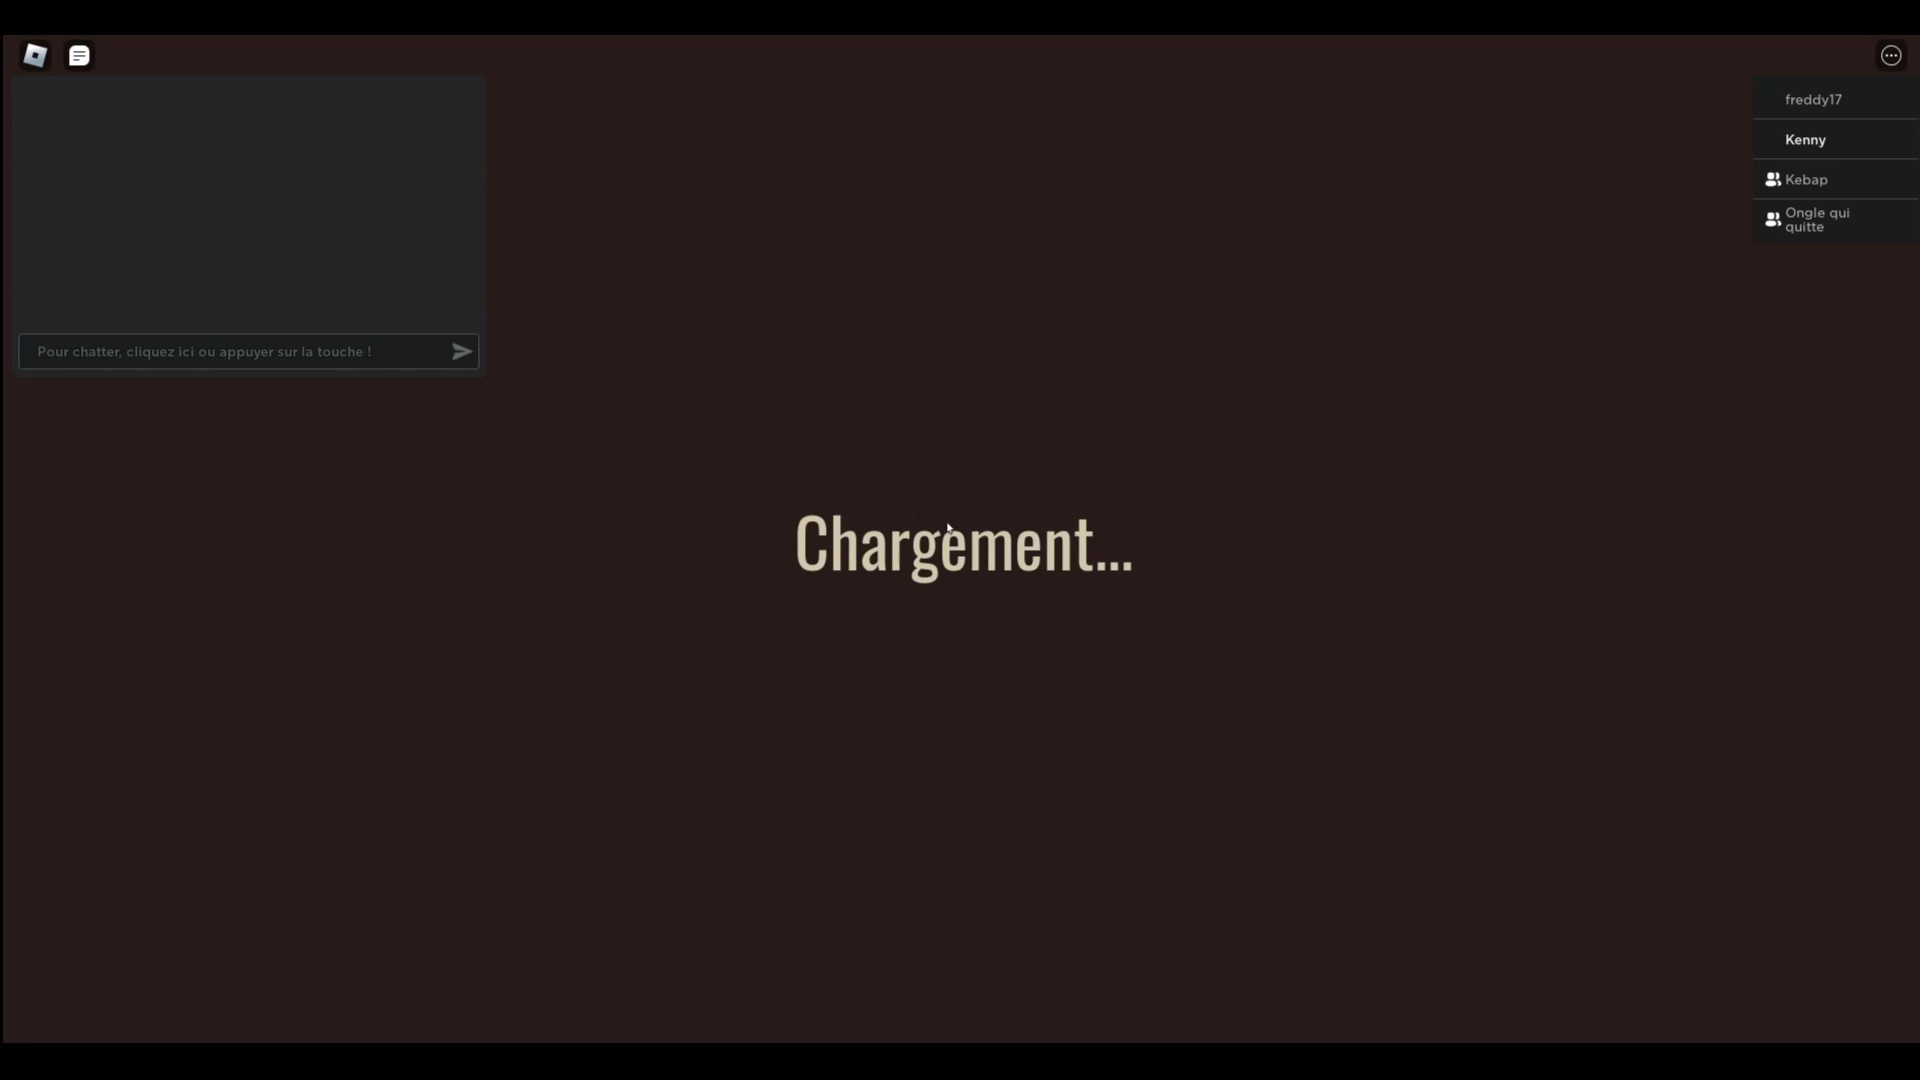 freddy17
Kenny
Kebap
Ongle qui
quitte
Pour chatter, cliquez ici ou appuyer sur la touche !
Chargement...